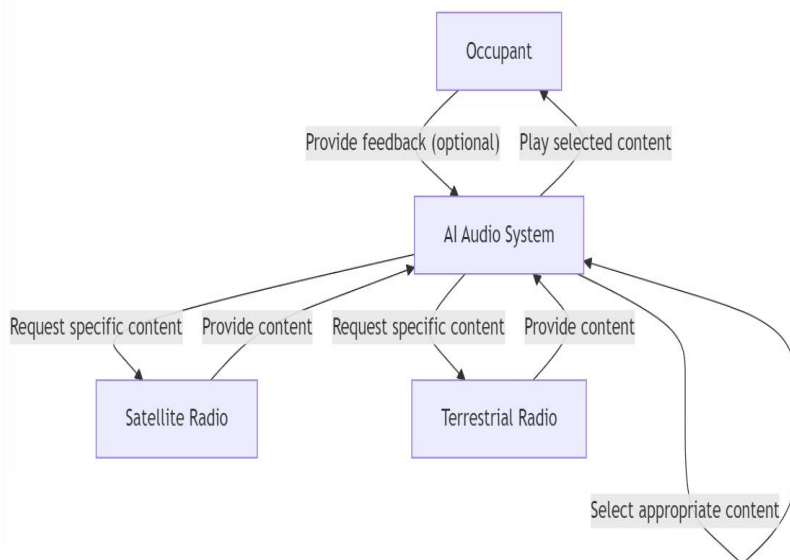 Occupant
Provide feedback (optional)
Play selected content
AI Audio System
Request specific content
Provide content
Request specific content
Provide content
Satellite Radio
Terrestrial Radio
Select appropriate content